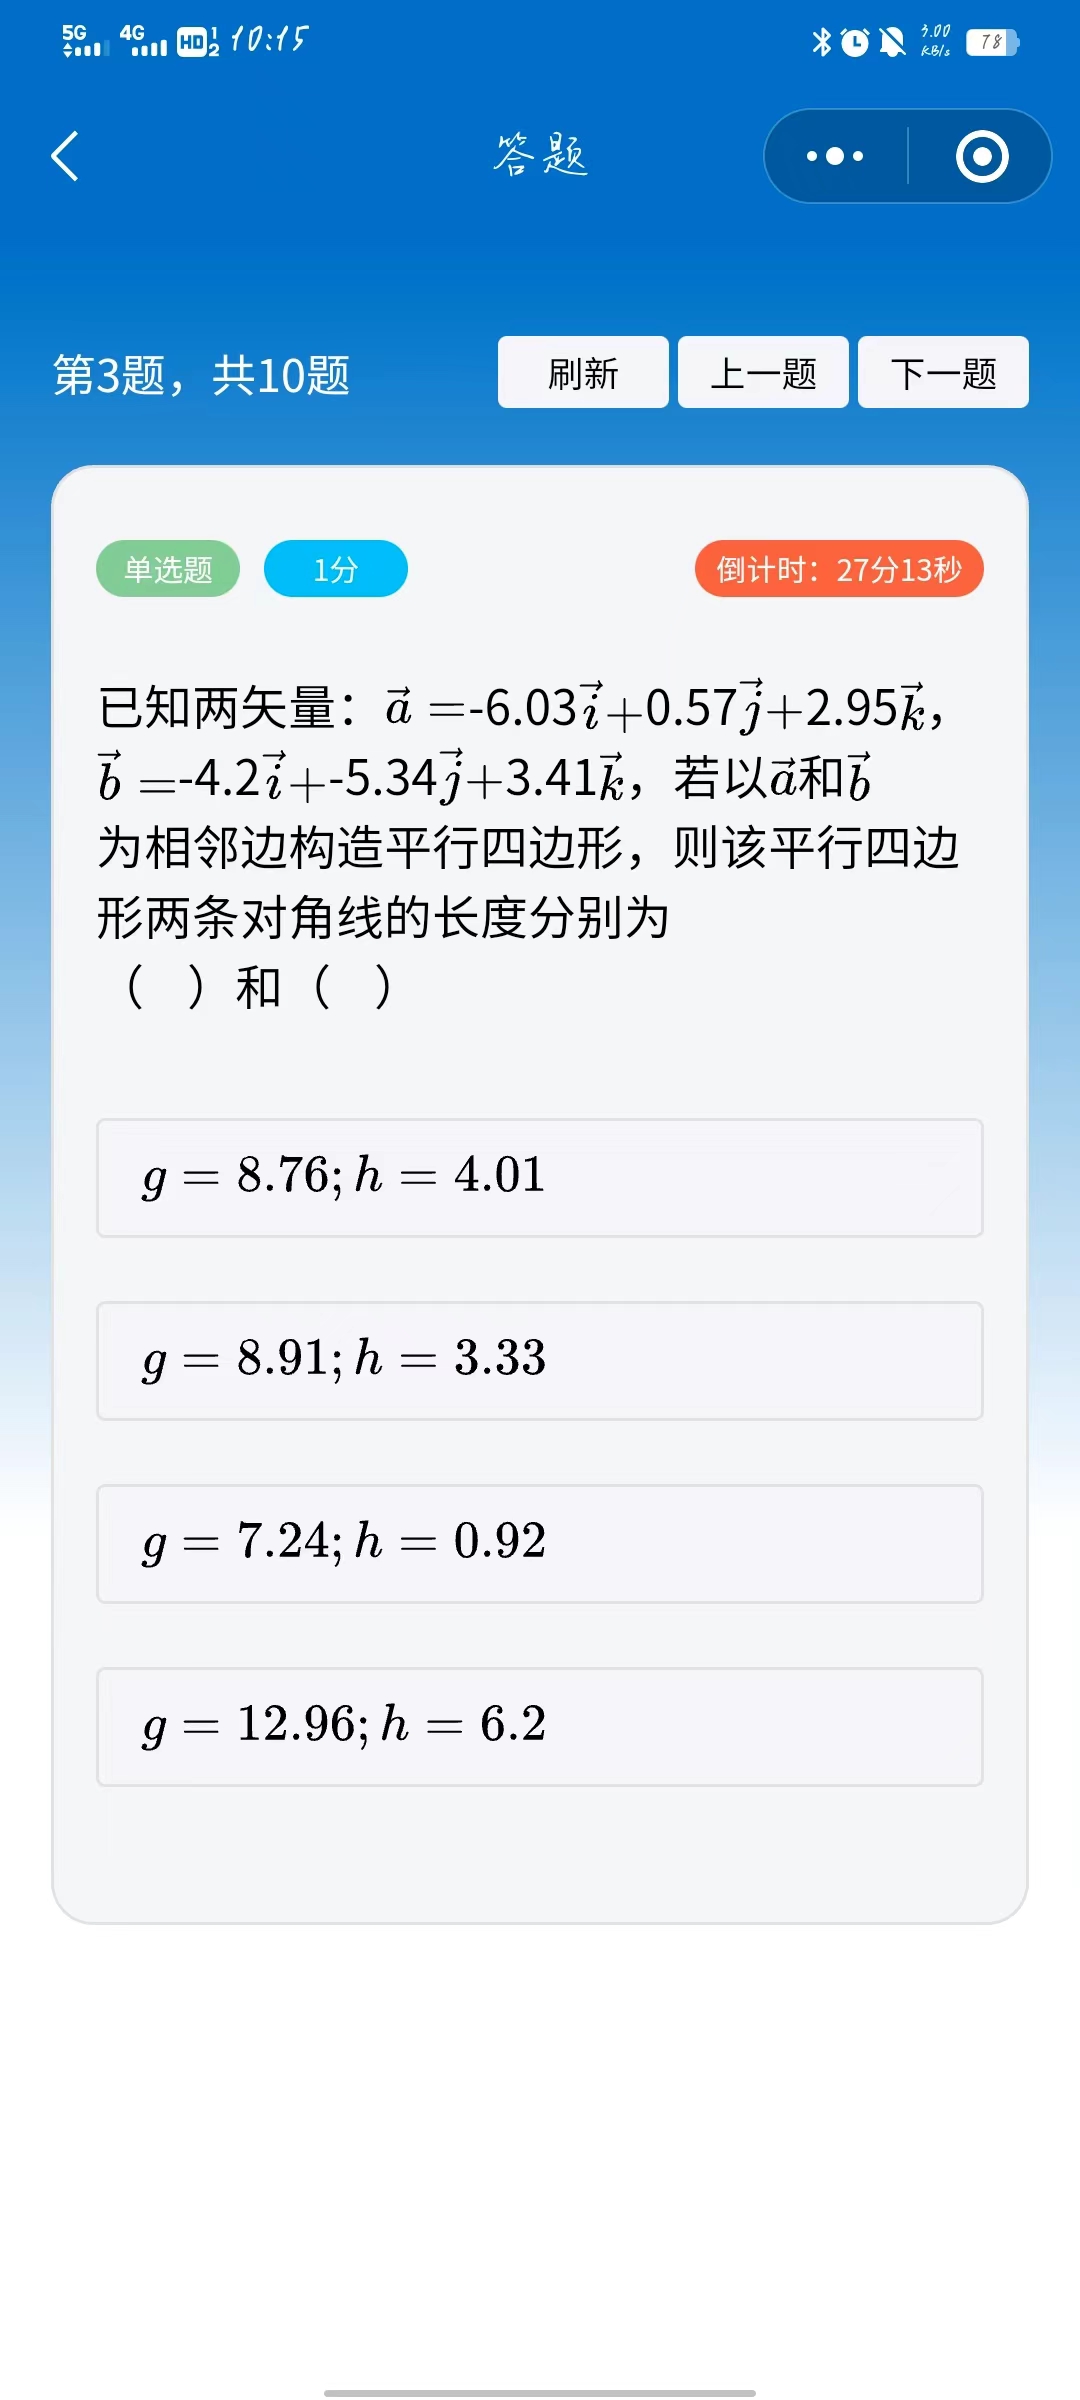 5G 4G HD 1 2 10:15 3.00 KB/s 78
答题
第3题，共10题 刷新 上一题 下一题
单选题 1分 倒计时：27分13秒
已知两矢量：$\vec{a}$ =-6.03$\vec{i}$+0.57$\vec{j}$+2.95$\vec{k}$，
$\vec{b}$ =-4.2$\vec{i}$+-5.34$\vec{j}$+3.41$\vec{k}$，若以$\vec{a}$和$\vec{b}$
为相邻边构造平行四边形，则该平行四边
形两条对角线的长度分别为
（ ）和（ ）
g = 8.76; h = 4.01
g = 8.91; h = 3.33
g = 7.24; h = 0.92
g = 12.96; h = 6.2